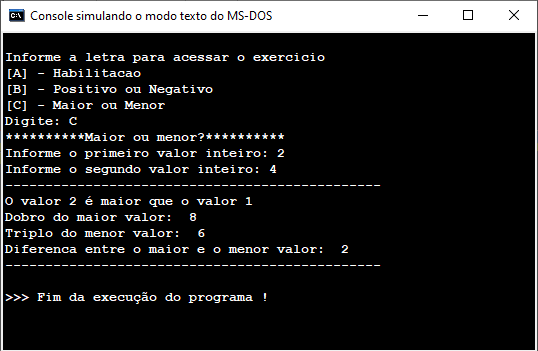 Console simulando o modo texto do MS-DOS
Informe a letra para acessar o exercicio
[A] - Habilitacao
[B] - Positivo ou Negativo
[C] - Maior ou Menor
Digite: C
**********Maior ou menor?**********
Informe o primeiro valor inteiro: 2
Informe o segundo valor inteiro: 4
-----------------------------------------------
O valor 2 é maior que o valor 1
Dobro do maior valor:  8
Triplo do menor valor:  6
Diferenca entre o maior e o menor valor:  2
-----------------------------------------------
>>> Fim da execução do programa !